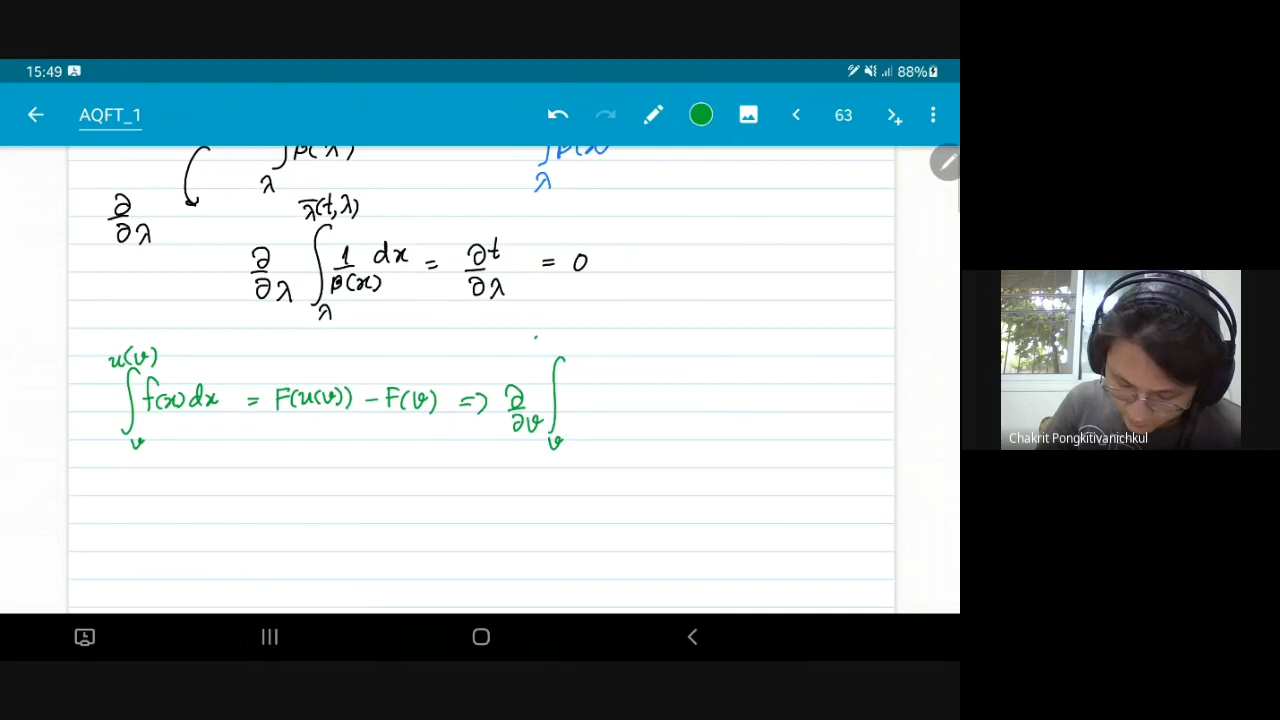 15:49 88%
AQFT_1 63
∫ β(λ) ∫ β(x)
λ λ
∂/∂λ λ̄(t,λ)
∂/∂λ ∫_λ 1/β(x) dx = ∂t/∂λ = 0
∫_v^{u(v)} f(x)dx = F(u(v)) - F(v) => ∂/∂v ∫_v
Chakrit Pongkitivanichkul